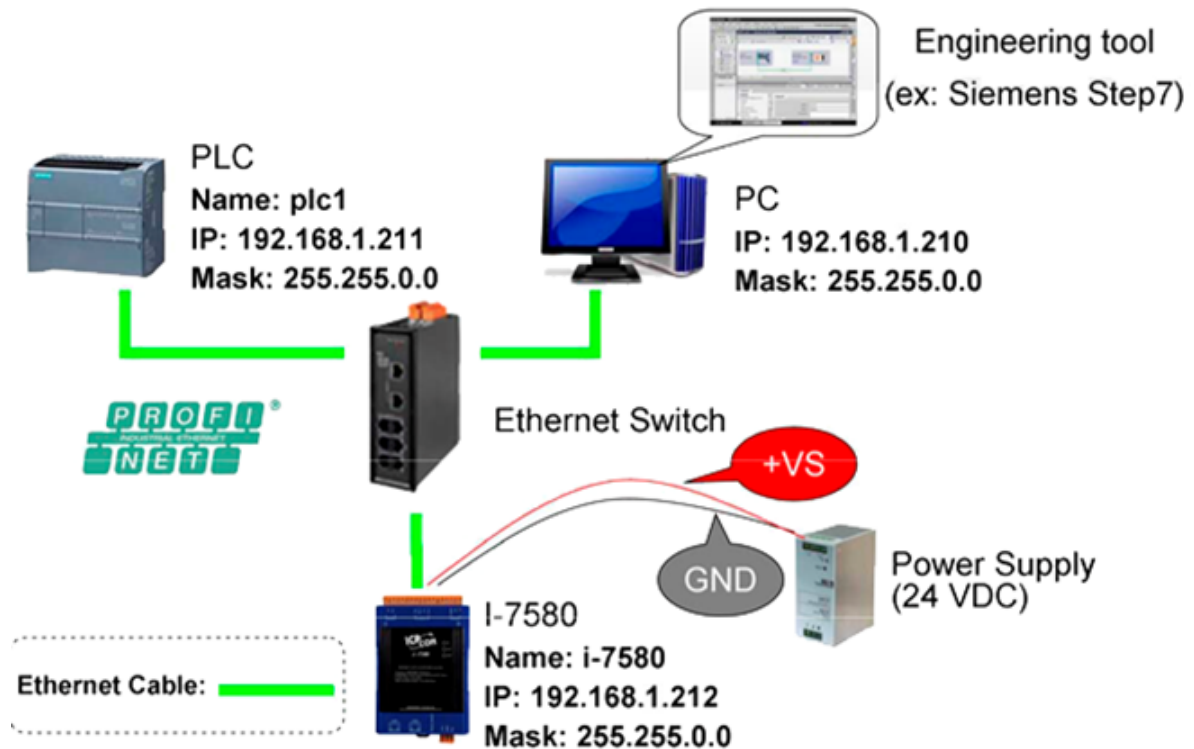 Engineering tool
(ex: Siemens Step7)
PLC
Name: plc1
IP: 192.168.1.211
Mask: 255.255.0.0
PC
IP: 192.168.1.210
Mask: 255.255.0.0
PROFI®
INDUSTRIAL ETHERNET
NET
Ethernet Switch
+VS
GND
Power Supply
(24 VDC)
I-7580
Name: i-7580
IP: 192.168.1.212
Mask: 255.255.0.0
Ethernet Cable: